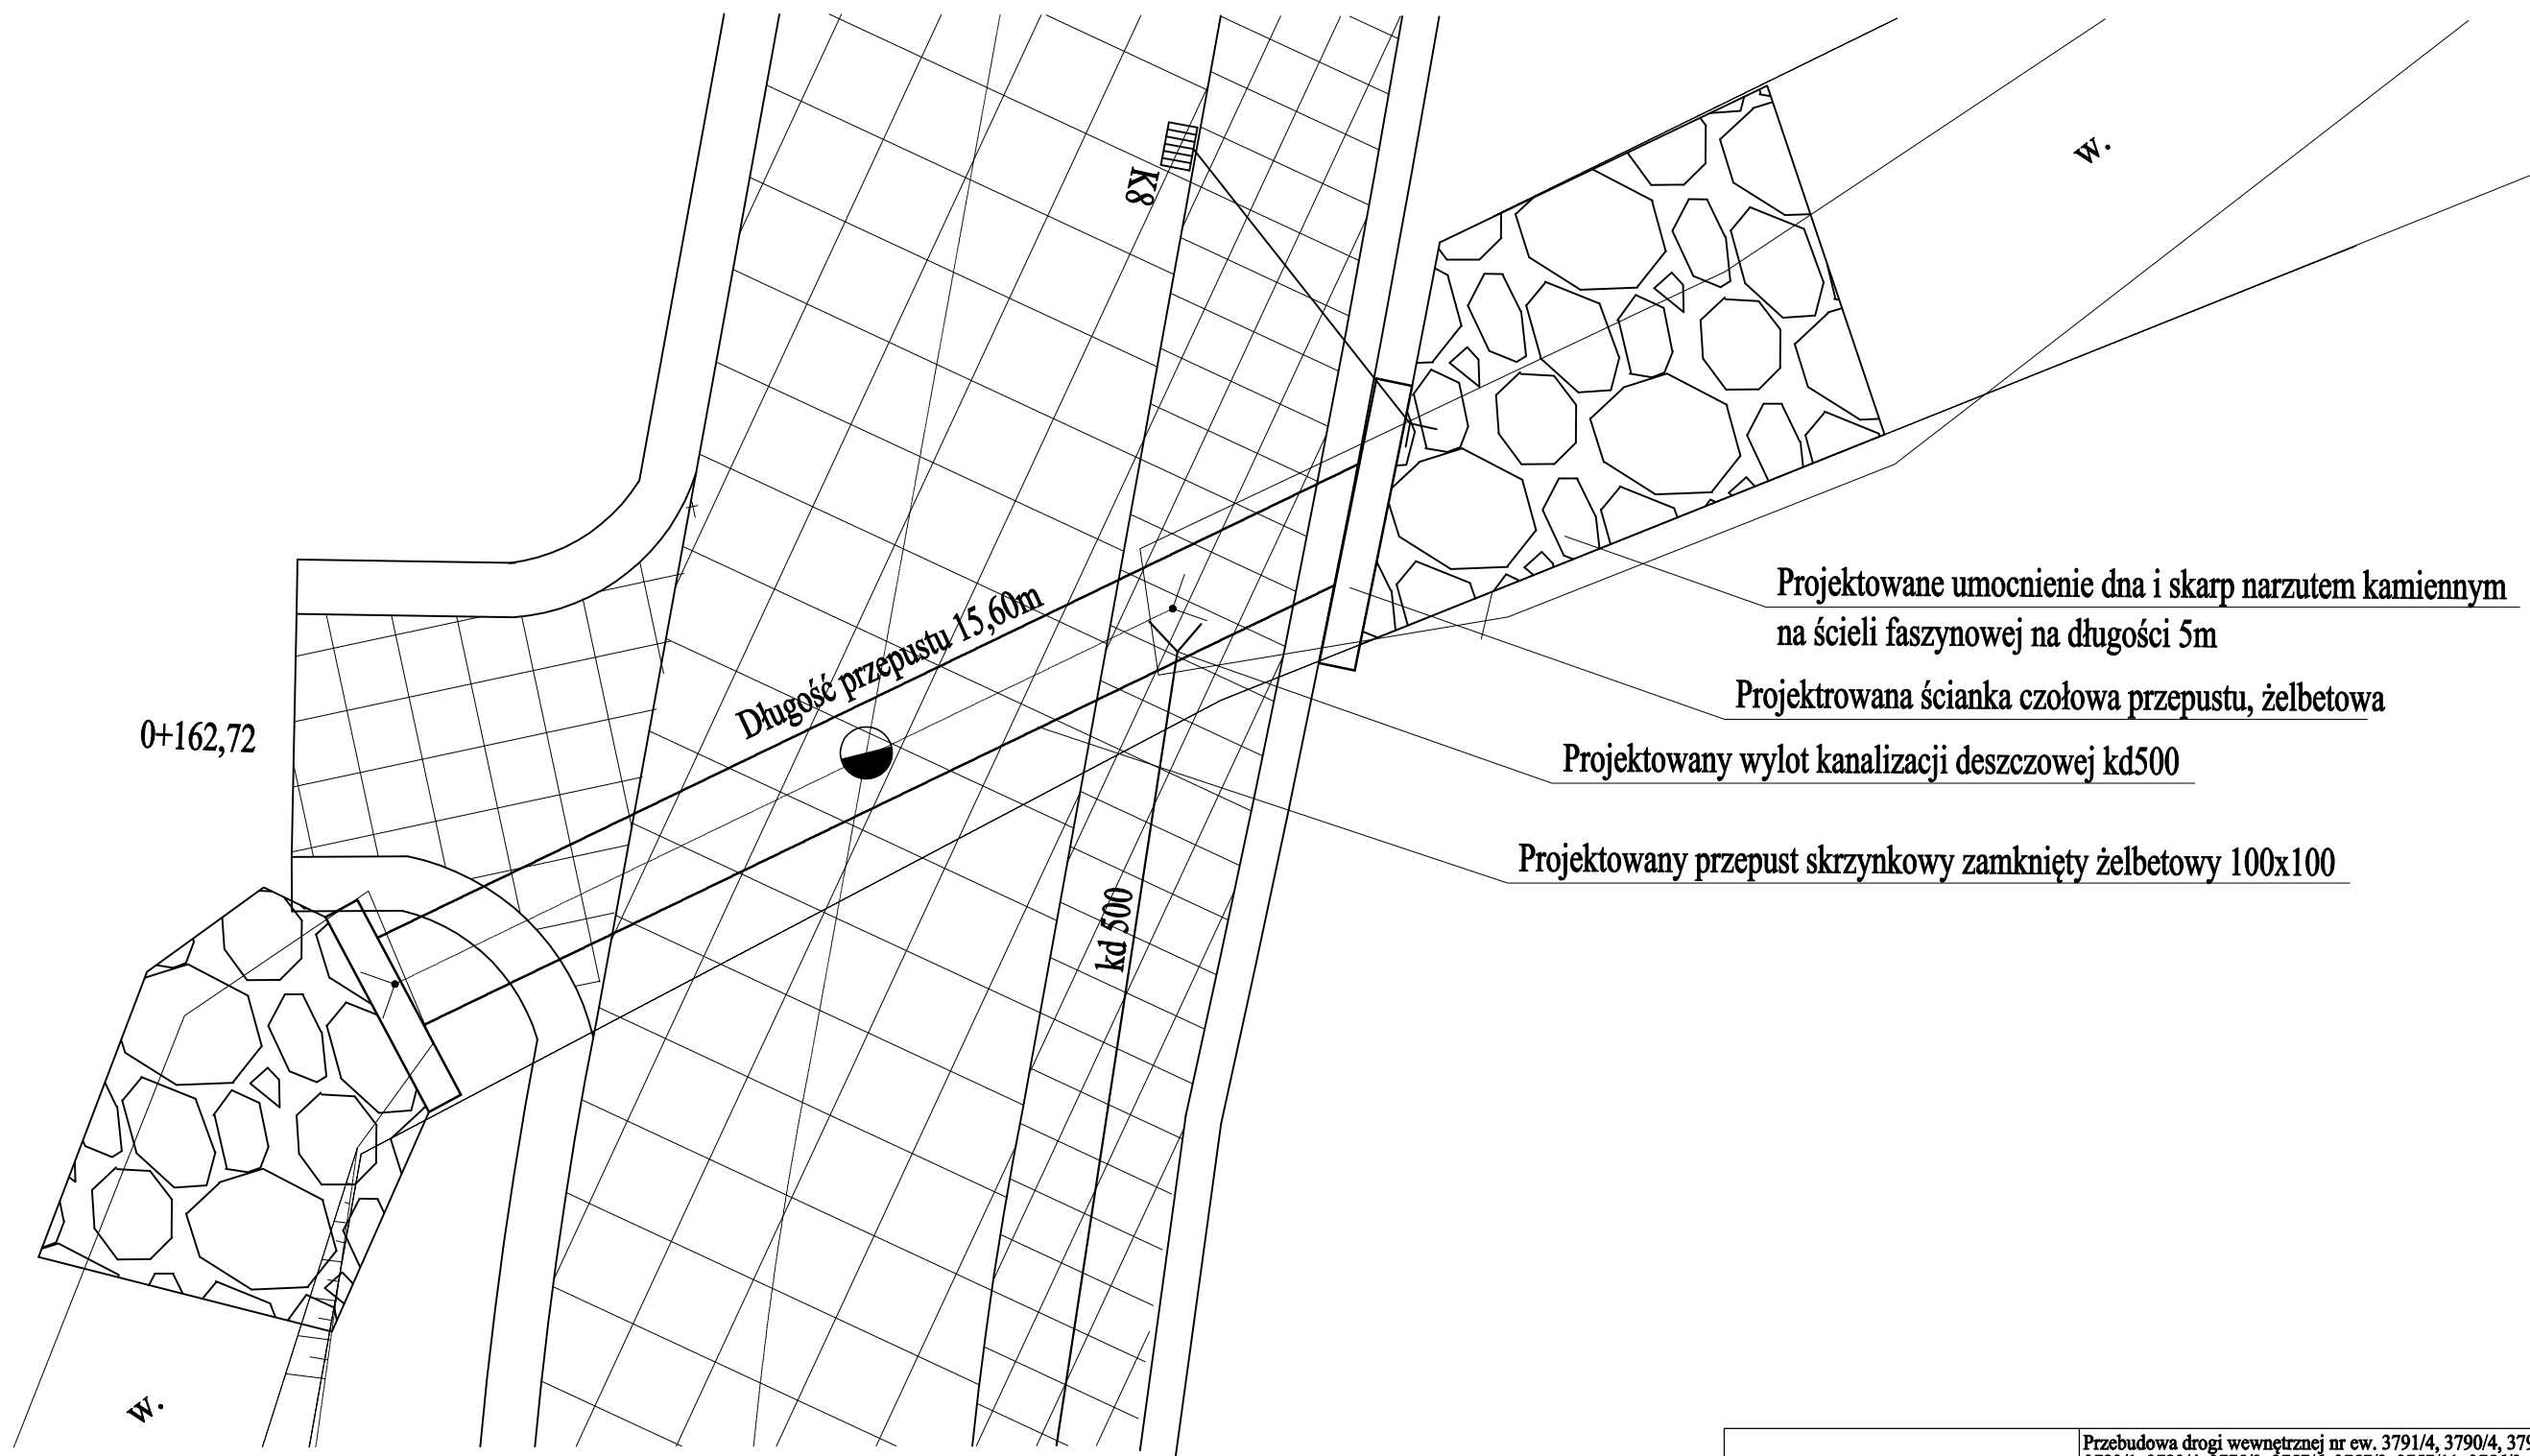 w.
K8
Projektowane umocnienie dna i skarp narzutem kamiennym
na ścieli faszynowej na długości 5m
Długość przepustu 15,60m
Projektrowana ścianka czołowa przepustu, żelbetowa
0+162,72
Projektowany wylot kanalizacji deszczowej kd500
Projektowany przepust skrzynkowy zamknięty żelbetowy 100x100
kd 500
w.
Przebudowa drogi wewnętrznej nr ew. 3791/4, 3790/4,